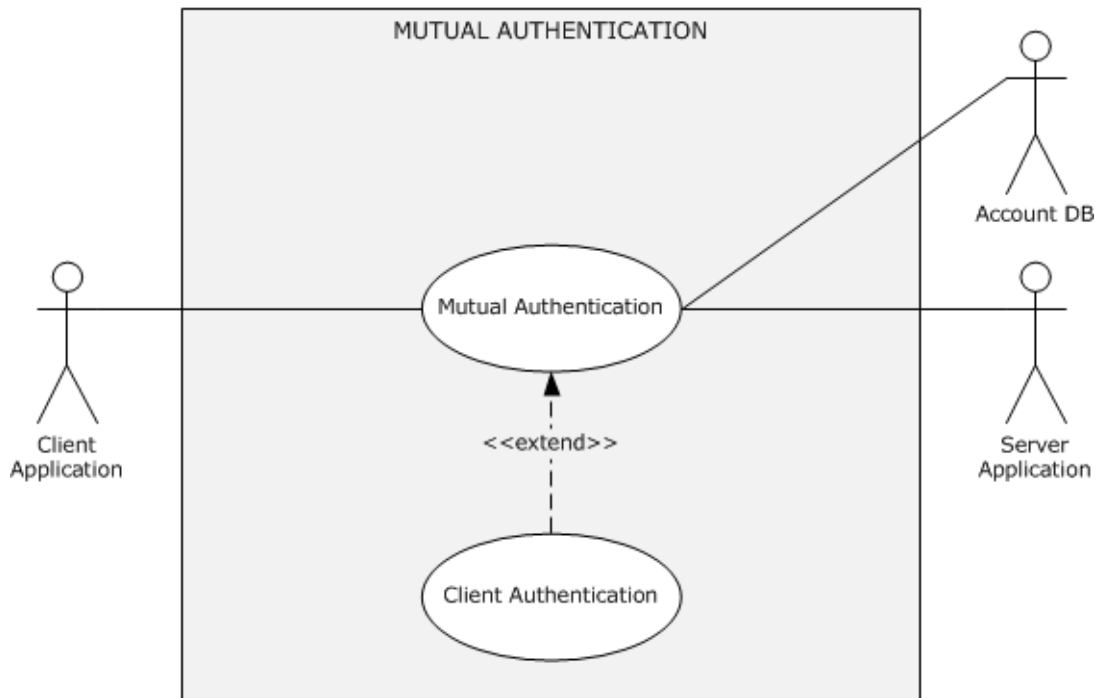 MUTUAL AUTHENTICATION
Account DB
Mutual Authentication
Client
Application
<<extend>>
Server
Application
Client Authentication